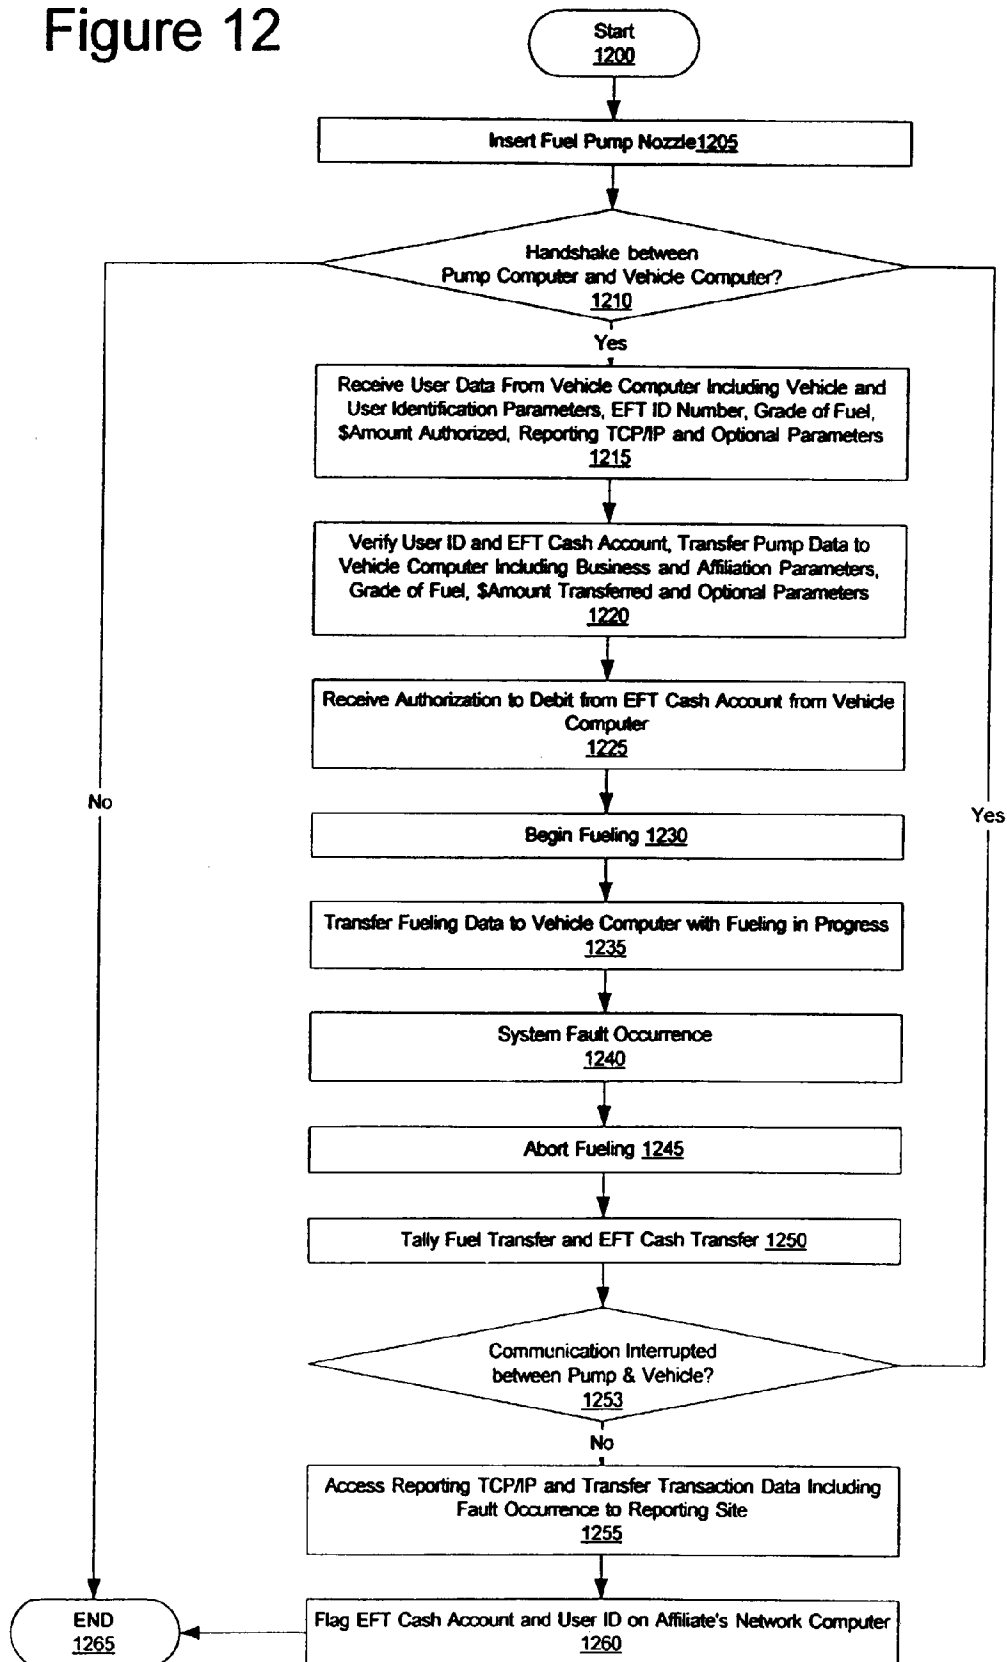 Figure 12
Start
1200
Insert Fuel Pump Nozzle1205
Handshake between
Pump Computer and Vehicle Computer?
1210
Yes
Receive User Data From Vehicle Computer Including Vehicle and
User Identification Parameters, EFT ID Number, Grade of Fuel,
$Amount Authorized, Reporting TCP/IP and Optional Parameters
1215
Verify User ID and EFT Cash Account, Transfer Pump Data to
Vehicle Computer Including Business and Affiliation Parameters,
Grade of Fuel, $Amount Transferred and Optional Parameters
1220
Receive Authorization to Debit from EFT Cash Account from Vehicle
Computer
1225
No
Yes
Begin Fueling 1230
Transfer Fueling Data to Vehicle Computer with Fueling in Progress
1235
System Fault Occurrence
1240
Abort Fueling 1245
Tally Fuel Transfer and EFT Cash Transfer 1250
Communication Interrupted
between Pump & Vehicle?
1253
No
Access Reporting TCP/IP and Transfer Transaction Data Including
Fault Occurrence to Reporting Site
1255
END
1265
Flag EFT Cash Account and User ID on Affiliate's Network Computer
1260